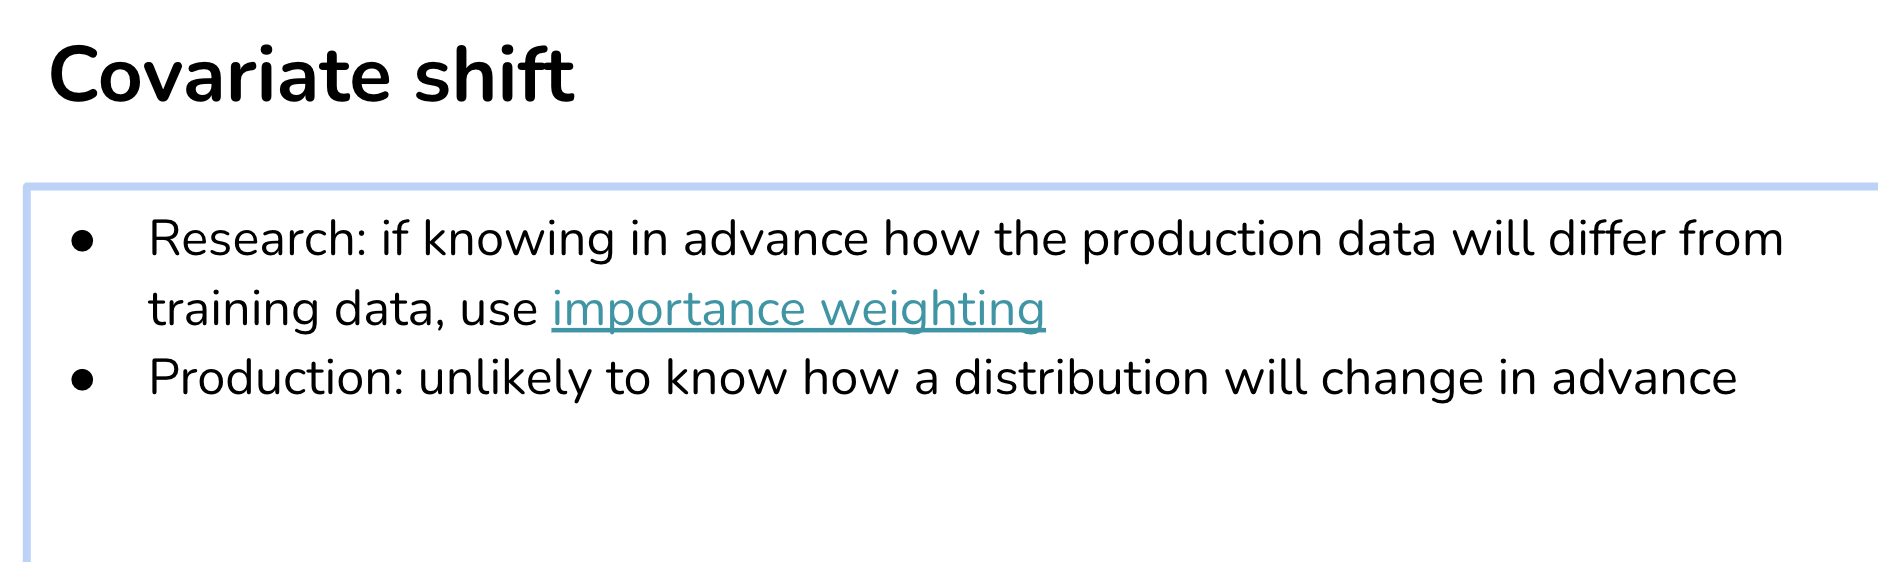 Covariate shift
● Research: if knowing in advance how the production data will differ from
training data, use importance weighting
● Production: unlikely to know how a distribution will change in advance